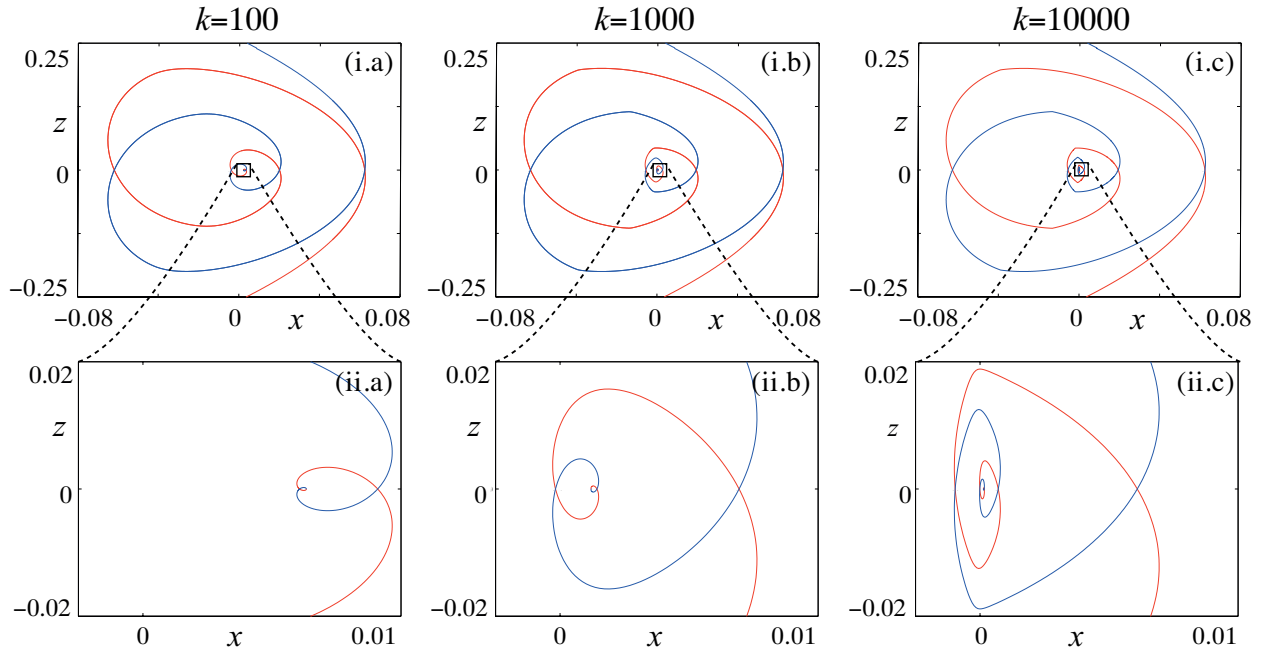 k=100 k=1000 k=10000
0.25 (i.a) 0.25 (i.b) 0.25 (i.c)
z z z
0 0 0
−0.25 −0.25 −0.25
−0.08 0 x 0.08 −0.08 0 x 0.08 −0.08 0 x 0.08
0.02 (ii.a) 0.02 (ii.b) 0.02 (ii.c)
z z z
0 0 0
−0.02 −0.02 −0.02
0 x 0.01 0 x 0.01 0 x 0.01